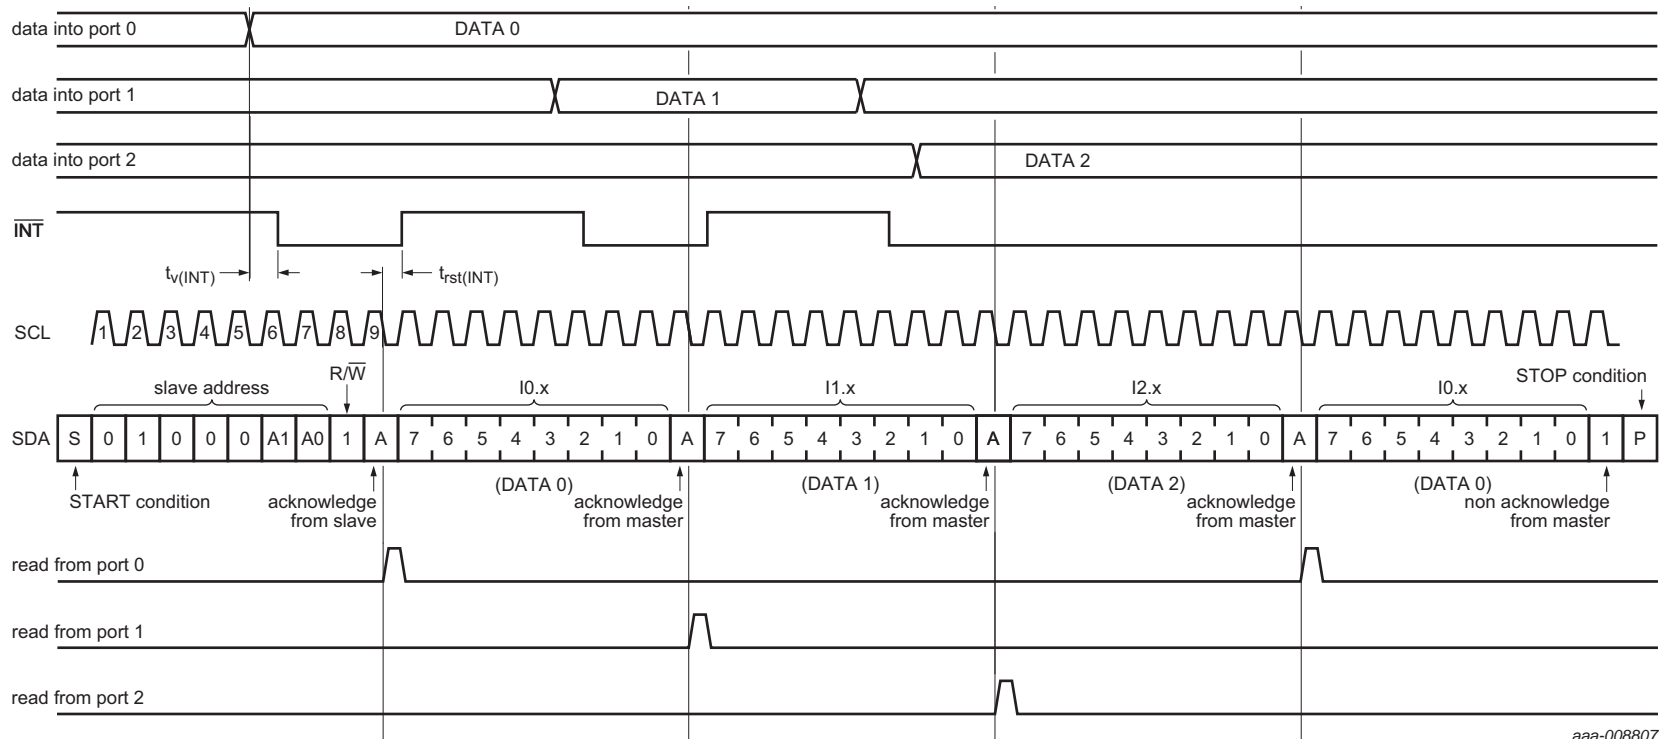 data into port 0 DATA 0
data into port 1 DATA 1
data into port 2 DATA 2
INT
tv(INT) trst(INT)
SCL 1 2 3 4 5 6 7 8 9
R/W STOP condition
slave address I0.x I1.x I2.x I0.x
SDA S 0 1 0 0 0 A1 A0 1 A 7 6 5 4 3 2 1 0 A 7 6 5 4 3 2 1 0 A 7 6 5 4 3 2 1 0 A 7 6 5 4 3 2 1 0 1 P
(DATA 0) (DATA 1) (DATA 2) (DATA 0)
START condition acknowledge acknowledge acknowledge acknowledge non acknowledge
from slave from master from master from master from master
read from port 0
read from port 1
read from port 2
aaa-008807